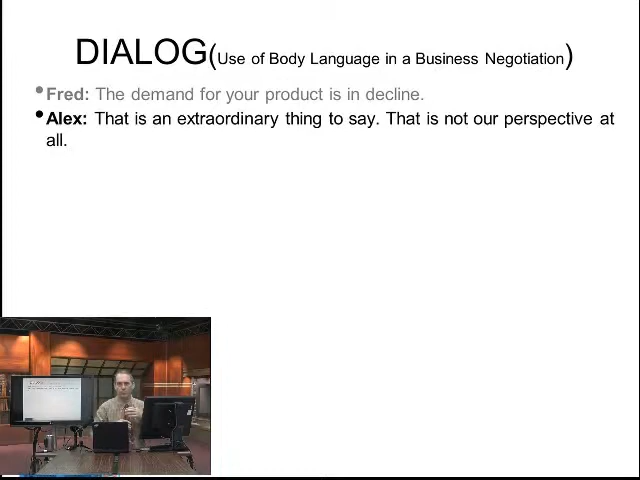 DIALOG(Use of Body Language in a Business Negotiation)
•Fred: The demand for your product is in decline.
•Alex: That is an extraordinary thing to say. That is not our perspective at
all.